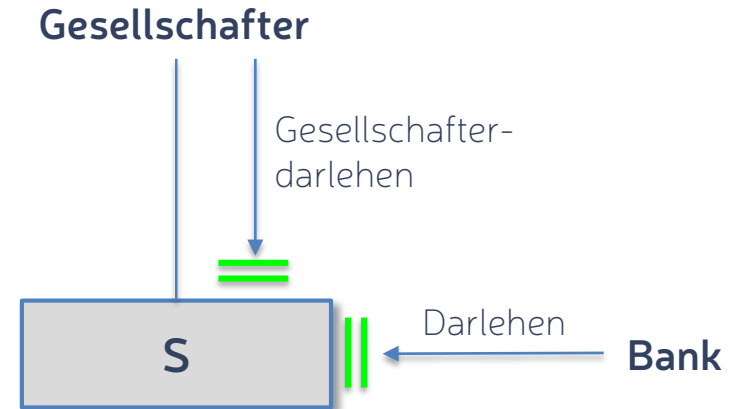 Gesellschafter
Gesellschafter-
darlehen
Darlehen
S
Bank